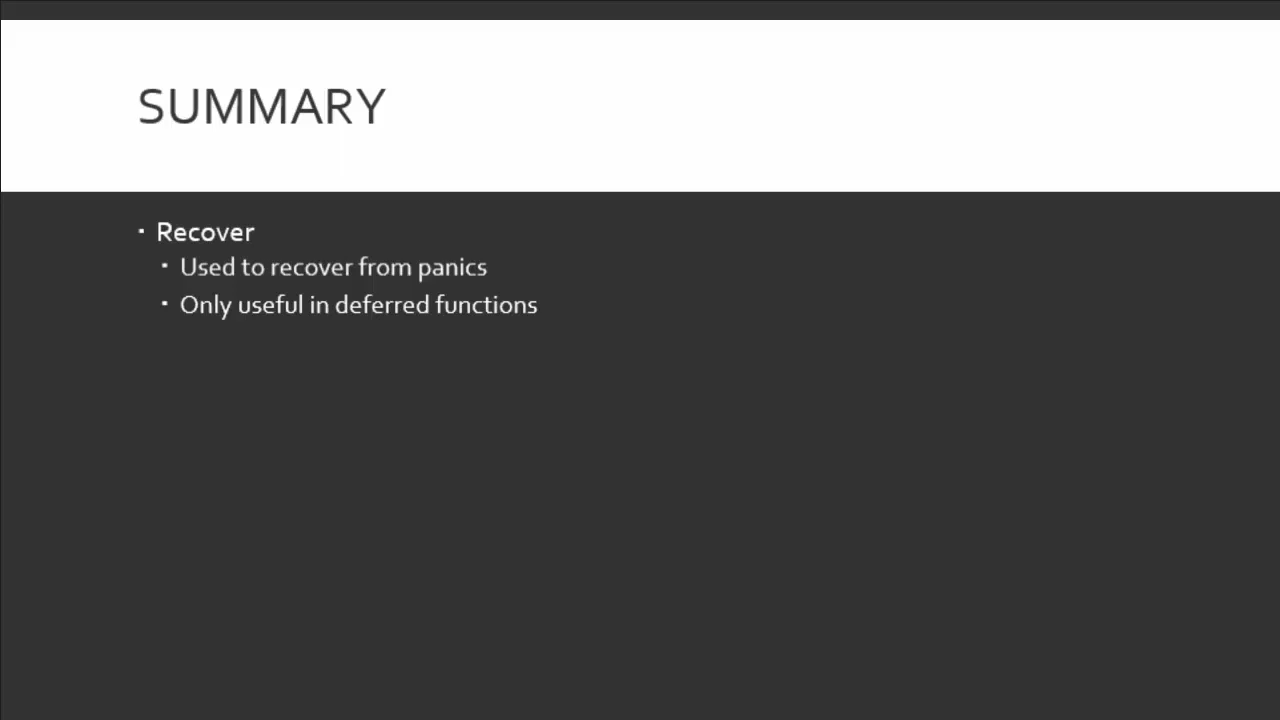 SUMMARY
▪ Recover
▪ Used to recover from panics
▪ Only useful in deferred functions